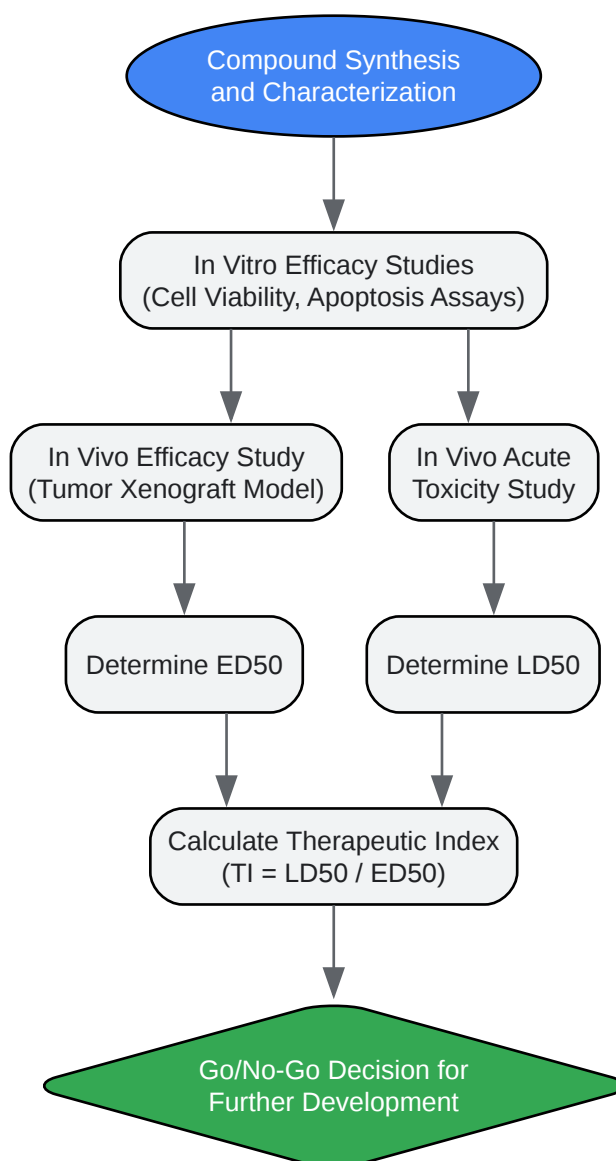 Compound Synthesis
and Characterization
In Vitro Efficacy Studies
(Cell Viability, Apoptosis Assays)
In Vivo Efficacy Study
(Tumor Xenograft Model)
In Vivo Acute
Toxicity Study
Determine ED50
Determine LD50
Calculate Therapeutic Index
(TI = LD50 / ED50)
Go/No-Go Decision for
Further Development